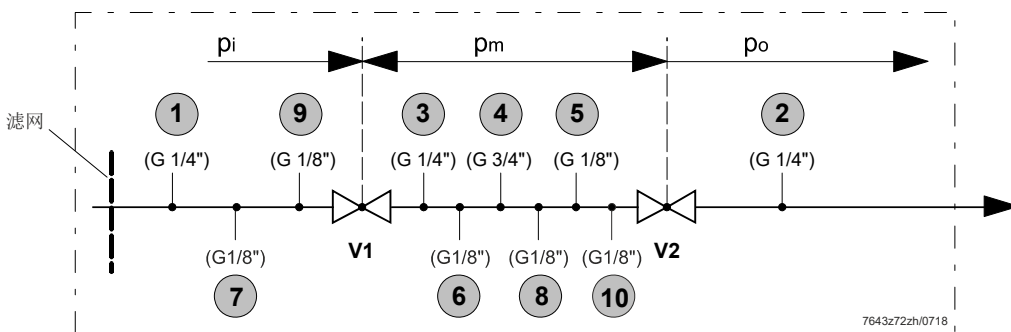 pi
pm
po
1
9
3
4
5
2
滤网
(G 1/4")
(G 1/8")
(G 1/4")
(G 3/4")
(G 1/8")
(G 1/4")
V1
V2
(G1/8")
(G1/8")
(G1/8")
(G1/8")
7
6
8
10
7643z72zh/0718